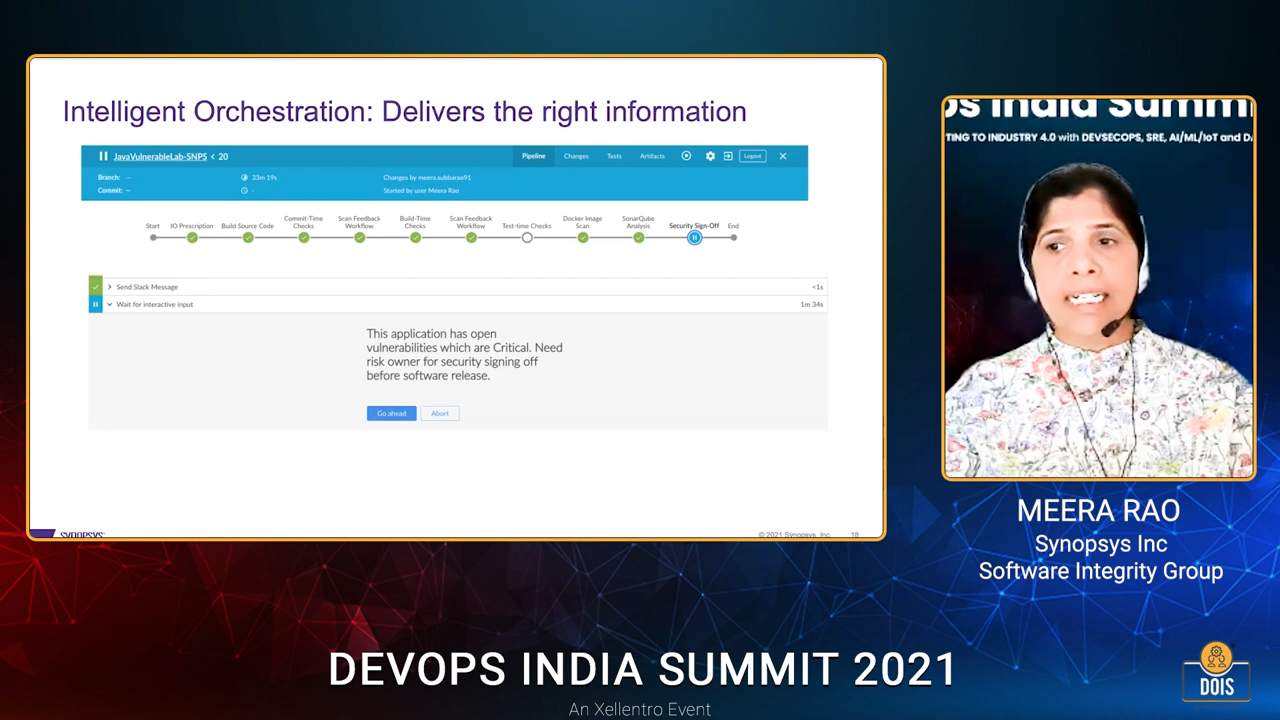 Intelligent Orchestration: Delivers the right information
JavaVulnerableLab-SNPS < 20
Pipeline Changes Tests Artifacts Logout
Branch: –
33m 19s
Changes by meera.subbarao91
Commit: –
-
Started by user Meera Rao
Start
IO Prescription
Build Source Code
Commit-Time
Checks
Scan Feedback
Workflow
Build-Time
Checks
Scan Feedback
Workflow
Test-time Checks
Docker Image
Scan
SonarQube
Analysis
Security Sign-Off
End
Send Slack Message <1s
Wait for interactive input 1m 34s
This application has open
vulnerabilities which are Critical. Need
risk owner for security signing off
before software release.
Go ahead Abort
SYNOPSYS
© 2021 Synopsys, Inc. 18
ps India Summi
TING TO INDUSTRY 4.0 with DEVSECOPS, SRE, AI/ML/IoT and DA
MEERA RAO
Synopsys Inc
Software Integrity Group
DEVOPS INDIA SUMMIT 2021
An Xellentro Event
DOIS